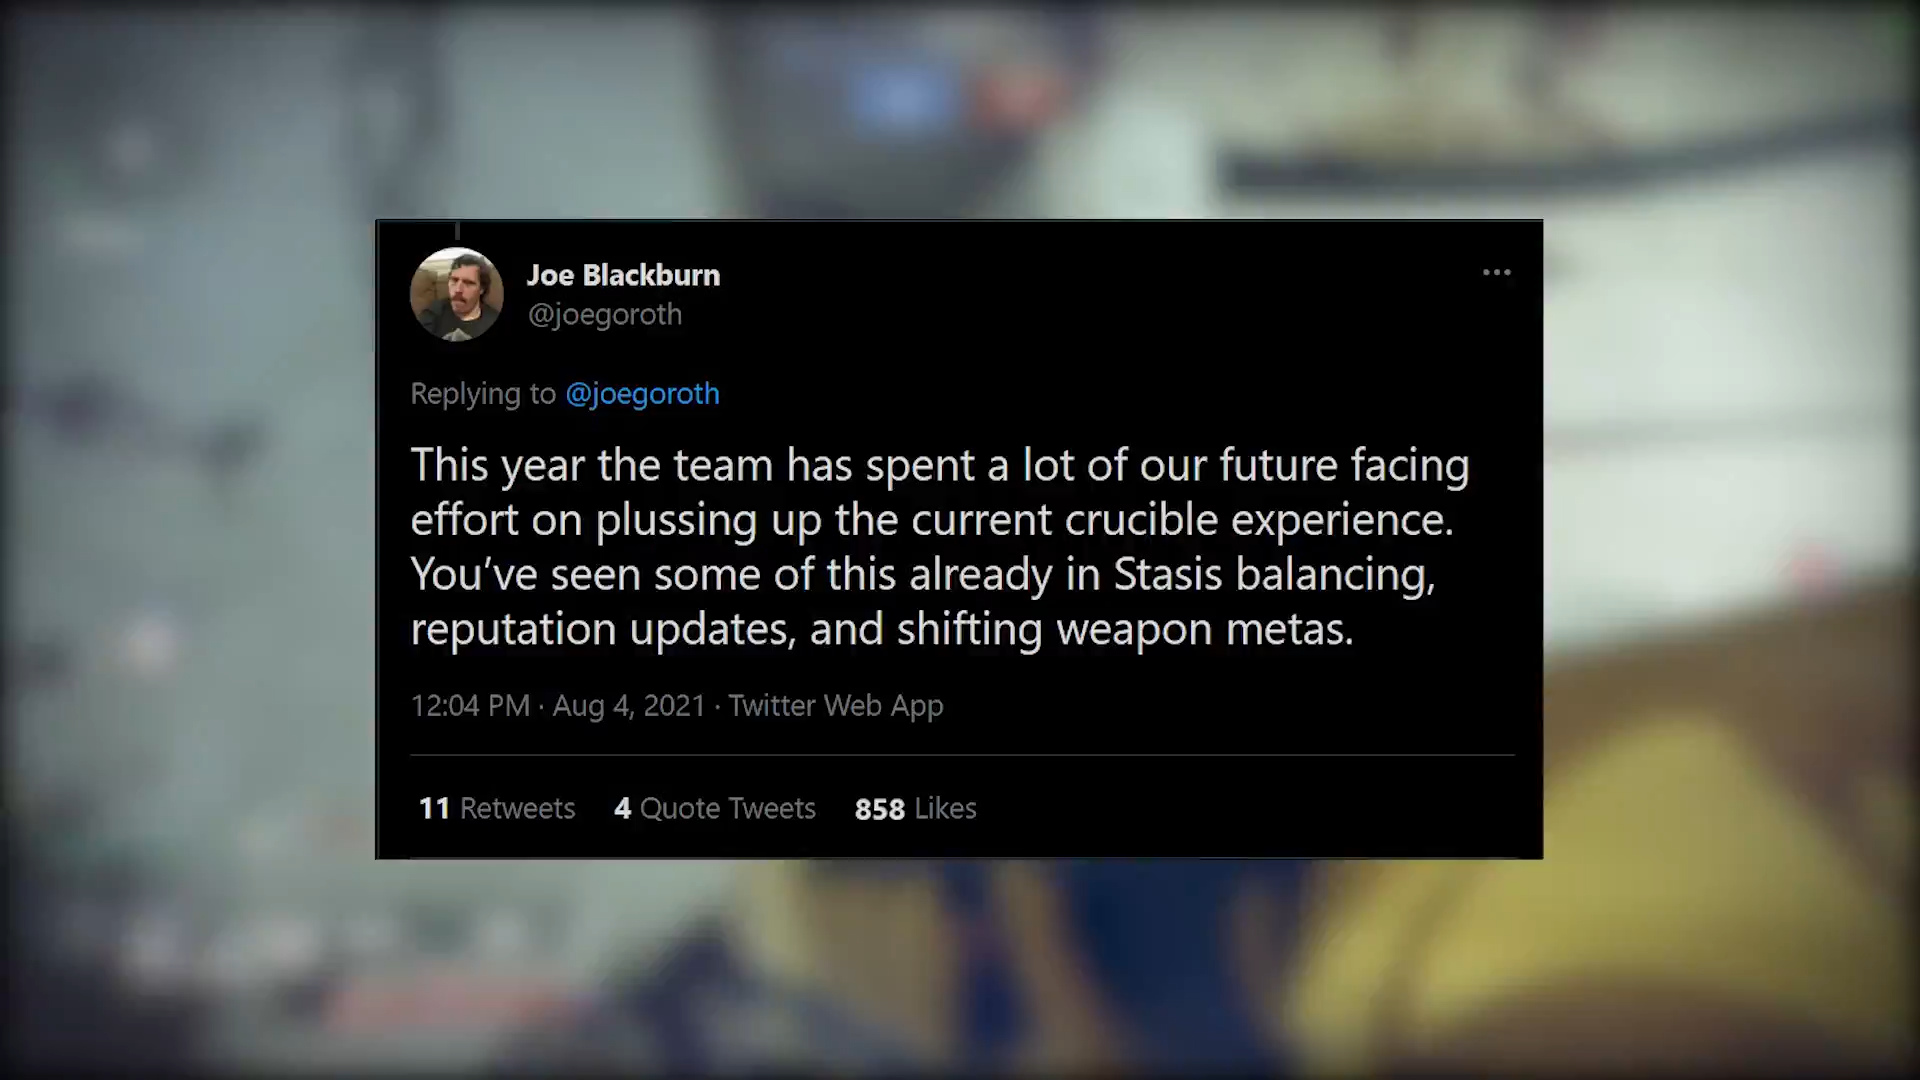 Joe Blackburn
@joegoroth
Replying to @joegoroth
This year the team has spent a lot of our future facing
effort on plussing up the current crucible experience.
You’ve seen some of this already in Stasis balancing,
reputation updates, and shifting weapon metas.
12:04 PM · Aug 4, 2021 · Twitter Web App
11 Retweets 4 Quote Tweets 858 Likes